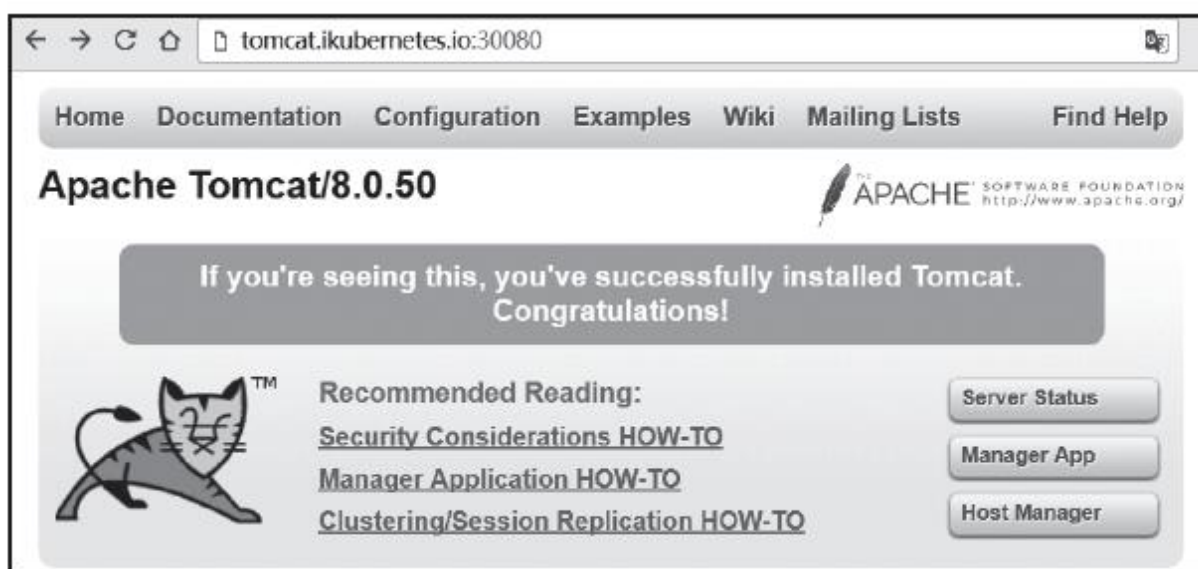 tomcat.ikubernetes.io:30080
Home Documentation Configuration Examples Wiki Mailing Lists Find Help
Apache Tomcat/8.0.50
THE
APACHE SOFTWARE FOUNDATION
http://www.apache.org/
If you're seeing this, you've successfully installed Tomcat.
Congratulations!
TM
Recommended Reading:
Security Considerations HOW-TO
Manager Application HOW-TO
Clustering/Session Replication HOW-TO
Server Status
Manager App
Host Manager